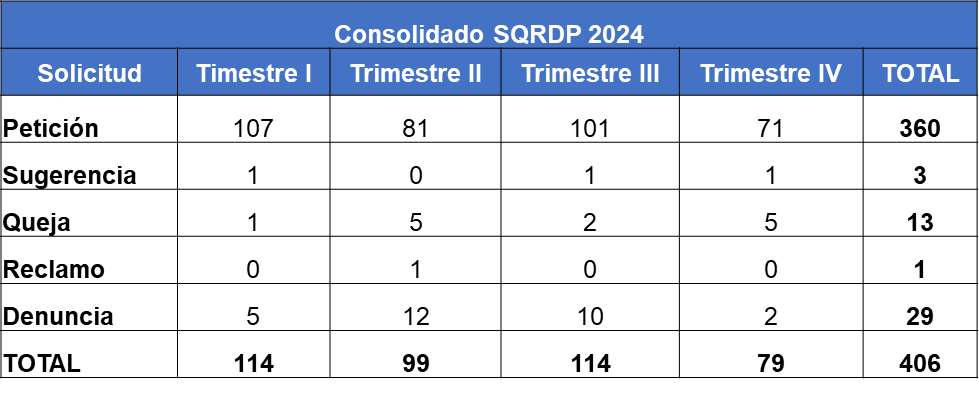 Consolidado SQRDP 2024
Solicitud Timestre I Trimestre II Trimestre III Trimestre IV TOTAL
Petición 107 81 101 71 360
Sugerencia 1 0 1 1 3
Queja 1 5 2 5 13
Reclamo 0 1 0 0 1
Denuncia 5 12 10 2 29
TOTAL 114 99 114 79 406